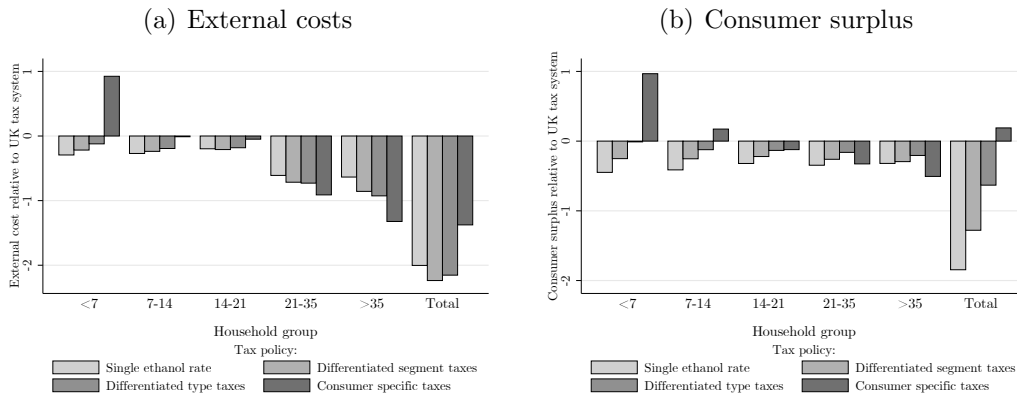 (a) External costs
External cost relative to UK tax system
1
0
-1
-2
<7 7-14 14-21 21-35 >35 Total
Household group
Tax policy:
Single ethanol rate Differentiated segment taxes
Differentiated type taxes Consumer specific taxes
(b) Consumer surplus
Consumer surplus relative to UK tax system
1
0
-1
-2
<7 7-14 14-21 21-35 >35 Total
Household group
Tax policy:
Single ethanol rate Differentiated segment taxes
Differentiated type taxes Consumer specific taxes